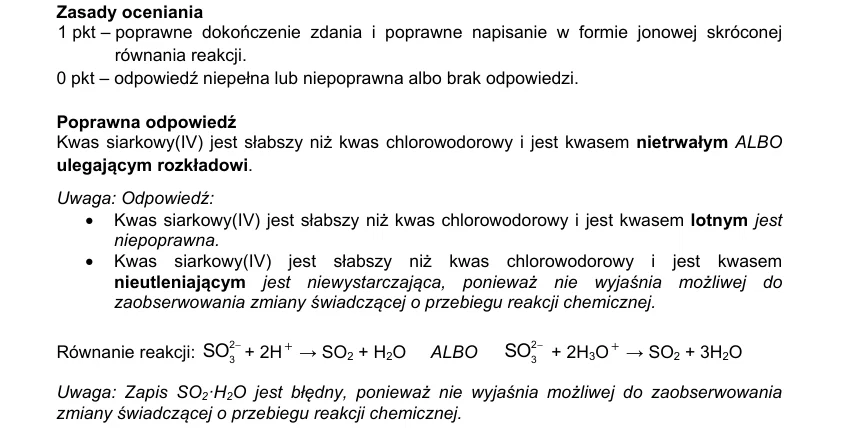 Zasady oceniania
1 pkt – poprawne dokończenie zdania i poprawne napisanie w formie jonowej skróconej
równania reakcji.
0 pkt – odpowiedź niepełna lub niepoprawna albo brak odpowiedzi.
Poprawna odpowiedź
Kwas siarkowy(IV) jest słabszy niż kwas chlorowodorowy i jest kwasem nietrwałym ALBO
ulegającym rozkładowi.
Uwaga: Odpowiedź:
• Kwas siarkowy(IV) jest słabszy niż kwas chlorowodorowy i jest kwasem lotnym jest
niepoprawna.
• Kwas siarkowy(IV) jest słabszy niż kwas chlorowodorowy i jest kwasem
nieutleniającym jest niewystarczająca, ponieważ nie wyjaśnia możliwej do
zaobserwowania zmiany świadczącej o przebiegu reakcji chemicznej.
Równanie reakcji: SO₃²⁻ + 2H⁺ → SO₂ + H₂O ALBO SO₃²⁻ + 2H₃O⁺ → SO₂ + 3H₂O
Uwaga: Zapis SO₂·H₂O jest błędny, ponieważ nie wyjaśnia możliwej do zaobserwowania
zmiany świadczącej o przebiegu reakcji chemicznej.